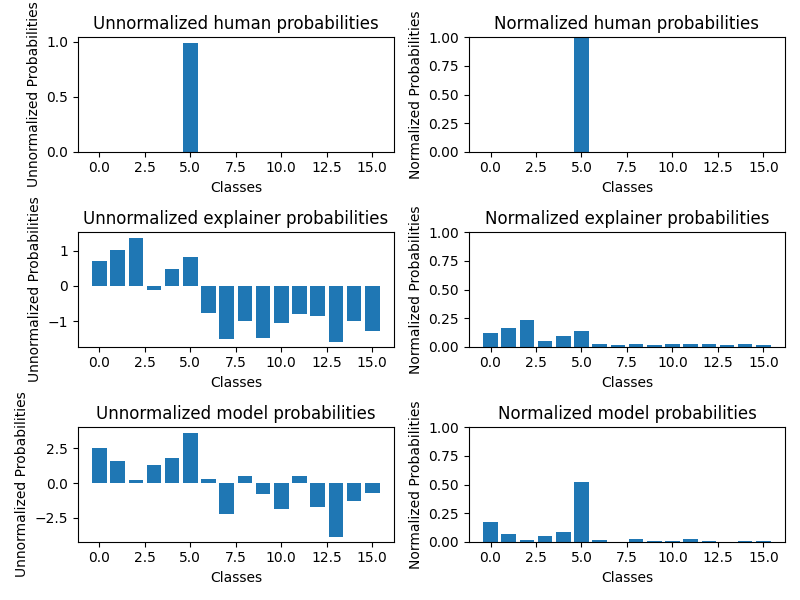 Unnormalized human probabilities
Unnormalized Probabilities
1.0
0.5
0.0
0.0 2.5 5.0 7.5 10.0 12.5 15.0
Classes
Normalized human probabilities
Normalized Probabilities
1.00
0.75
0.50
0.25
0.00
0.0 2.5 5.0 7.5 10.0 12.5 15.0
Classes
Unnormalized explainer probabilities
Unnormalized Probabilities
1
0
−1
0.0 2.5 5.0 7.5 10.0 12.5 15.0
Classes
Normalized explainer probabilities
Normalized Probabilities
1.00
0.75
0.50
0.25
0.00
0.0 2.5 5.0 7.5 10.0 12.5 15.0
Classes
Unnormalized model probabilities
Unnormalized Probabilities
2.5
0.0
−2.5
0.0 2.5 5.0 7.5 10.0 12.5 15.0
Classes
Normalized model probabilities
Normalized Probabilities
1.00
0.75
0.50
0.25
0.00
0.0 2.5 5.0 7.5 10.0 12.5 15.0
Classes